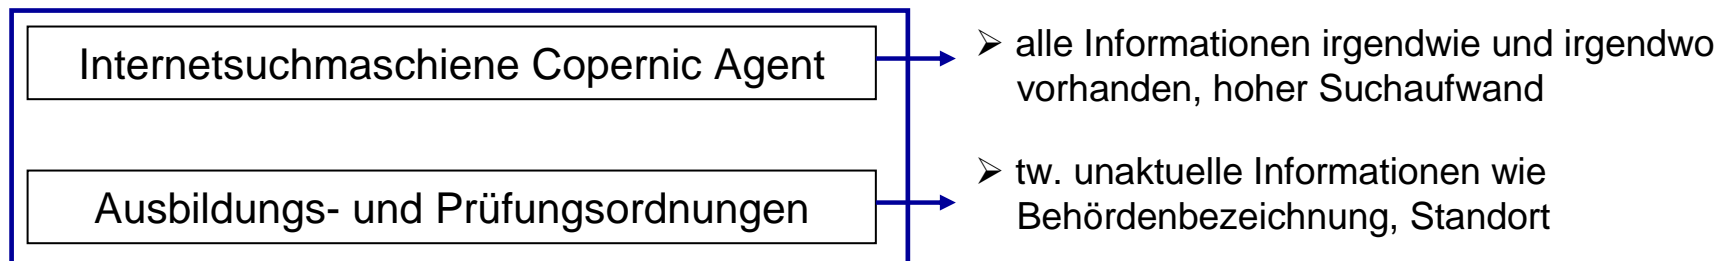 Internetsuchmaschiene Copernic Agent
➢ alle Informationen irgendwie und irgendwo
vorhanden, hoher Suchaufwand
Ausbildungs- und Prüfungsordnungen
➢ tw. unaktuelle Informationen wie
Behördenbezeichnung, Standort